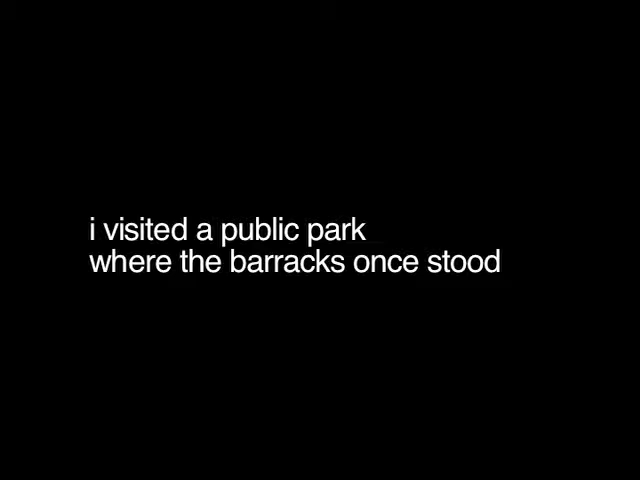 i visited a public park
where the barracks once stood